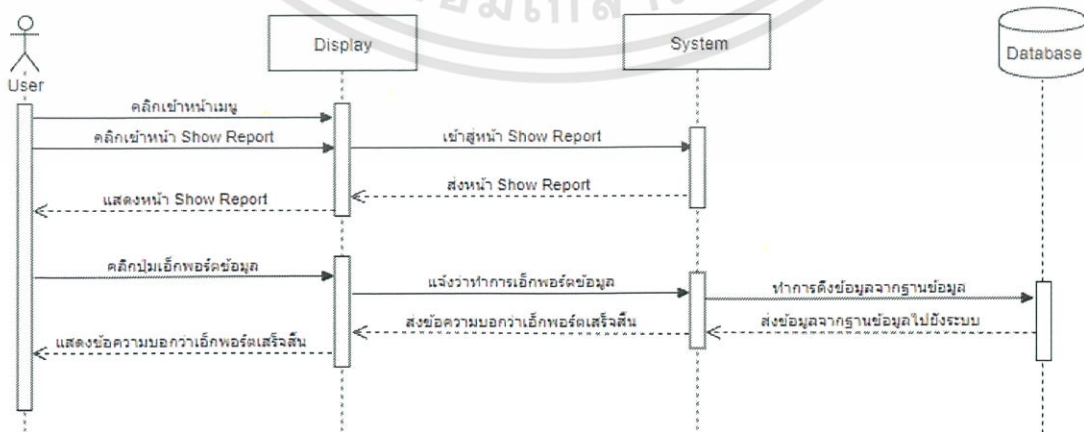 Display
System
Database
User
คลิกเข้าหน้าเมนู
คลิกเข้าหน้า Show Report
เข้าสู่หน้า Show Report
ส่งหน้า Show Report
แสดงหน้า Show Report
คลิกปุ่มเอ็กพอร์ตข้อมูล
แจ้งว่าทำการเอ็กพอร์ตข้อมูล
ทำการดึงข้อมูลจากฐานข้อมูล
ส่งข้อความบอกว่าเอ็กพอร์ตเสร็จสิ้น
ส่งข้อมูลจากฐานข้อมูลไปยังระบบ
แสดงข้อความบอกว่าเอ็กพอร์ตเสร็จสิ้น